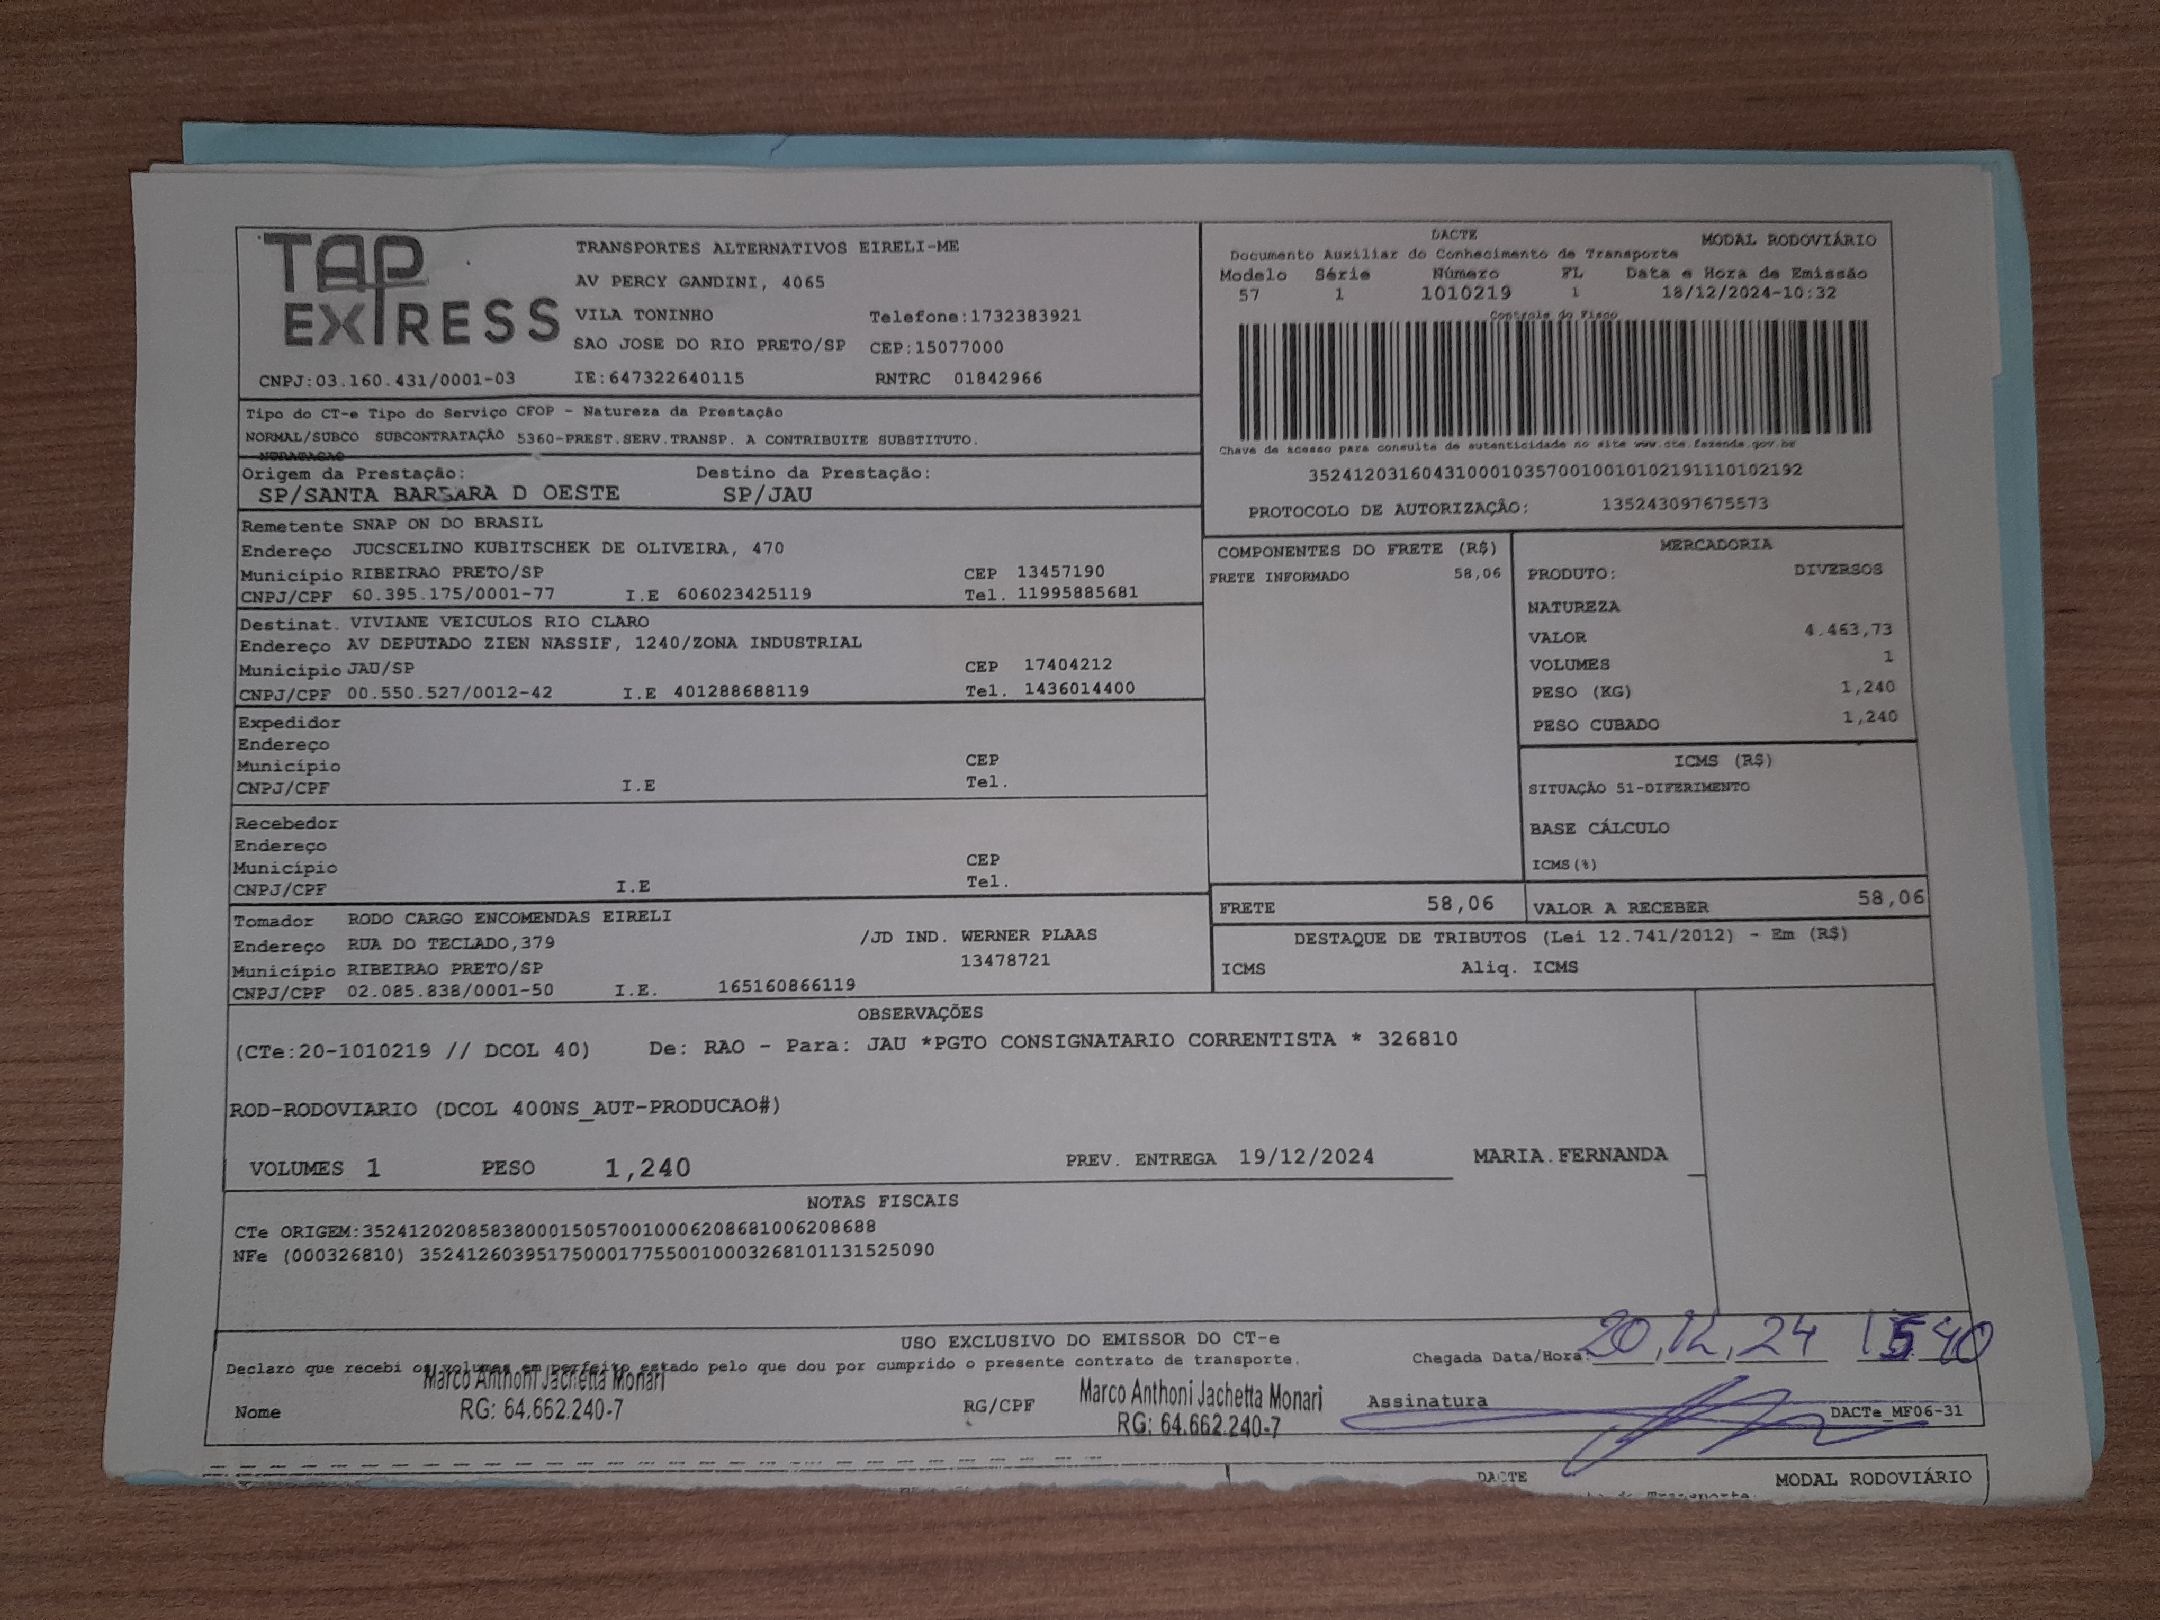 TAP EXPRESS
TRANSPORTES ALTERNATIVOS EIRELI-ME
AV PERCY GANDINI, 4065
VILA TONINHO Telefone:1732383921
SAO JOSE DO RIO PRETO/SP CEP:15077000
CNPJ:03.160.431/0001-03 IE:647322640115 RNTRC 01842966
DACTE MODAL RODOVIÁRIO
Documento Auxiliar do Conhecimento de Transporte
Modelo Série Número FL Data e Hora de Emissão
57 1 1010219 1 18/12/2024-10:32
Controle do Fisco
Chave de acesso para consulta de autenticidade no site www.cte.fazenda.gov.br
35241203160431000103570010010102191110102192
PROTOCOLO DE AUTORIZAÇÃO: 135243097675573
Tipo do CT-e Tipo do Serviço CFOP - Natureza da Prestação
NORMAL/SUBCO SUBCONTRATAÇÃO 5360-PREST.SERV.TRANSP. A CONTRIBUITE SUBSTITUTO.
Origem da Prestação: Destino da Prestação:
SP/SANTA BARBARA D OESTE SP/JAU
Remetente SNAP ON DO BRASIL
Endereço JUCSCELINO KUBITSCHEK DE OLIVEIRA, 470
Município RIBEIRAO PRETO/SP CEP 13457190
CNPJ/CPF 60.395.175/0001-77 I.E 606023425119 Tel. 11995885681
Destinat. VIVIANE VEICULOS RIO CLARO
Endereço AV DEPUTADO ZIEN NASSIF, 1240/ZONA INDUSTRIAL
Município JAU/SP CEP 17404212
CNPJ/CPF 00.550.527/0012-42 I.E 401288688119 Tel. 1436014400
Expedidor
Endereço
Município CEP
CNPJ/CPF I.E Tel.
Recebedor
Endereço
Município CEP
CNPJ/CPF I.E Tel.
Tomador RODO CARGO ENCOMENDAS EIRELI
Endereço RUA DO TECLADO,379 /JD IND. WERNER PLAAS
Município RIBEIRAO PRETO/SP 13478721
CNPJ/CPF 02.085.838/0001-50 I.E. 165160866119
COMPONENTES DO FRETE (R$)
FRETE INFORMADO 58,06
MERCADORIA
PRODUTO: DIVERSOS
NATUREZA
VALOR 4.463,73
VOLUMES 1
PESO (KG) 1,240
PESO CUBADO 1,240
ICMS (R$)
SITUAÇÃO 51-DIFERIMENTO
BASE CÁLCULO
ICMS(%)
FRETE 58,06 VALOR A RECEBER 58,06
DESTAQUE DE TRIBUTOS (Lei 12.741/2012) - Em (R$)
ICMS Aliq. ICMS
OBSERVAÇÕES
(CTe:20-1010219 // DCOL 40) De: RAO - Para: JAU *PGTO CONSIGNATARIO CORRENTISTA * 326810
ROD-RODOVIARIO (DCOL 400NS_AUT-PRODUCAO#)
VOLUMES 1 PESO 1,240 PREV. ENTREGA 19/12/2024 MARIA.FERNANDA
NOTAS FISCAIS
CTe ORIGEM:35241202085838000150570010006208681006208688
NFe (000326810) 35241260395175000177550010003268101131525090
USO EXCLUSIVO DO EMISSOR DO CT-e
Declaro que recebi os volumes em perfeito estado pelo que dou por cumprido o presente contrato de transporte. Chegada Data/Hora: 20,12,24 15 40
Marco Anthoni Jachetta Monari Marco Anthoni Jachetta Monari Assinatura
Nome RG: 64.662.240-7 RG/CPF RG: 64.662.240-7 DACTe_MF06-31
DACTE MODAL RODOVIÁRIO